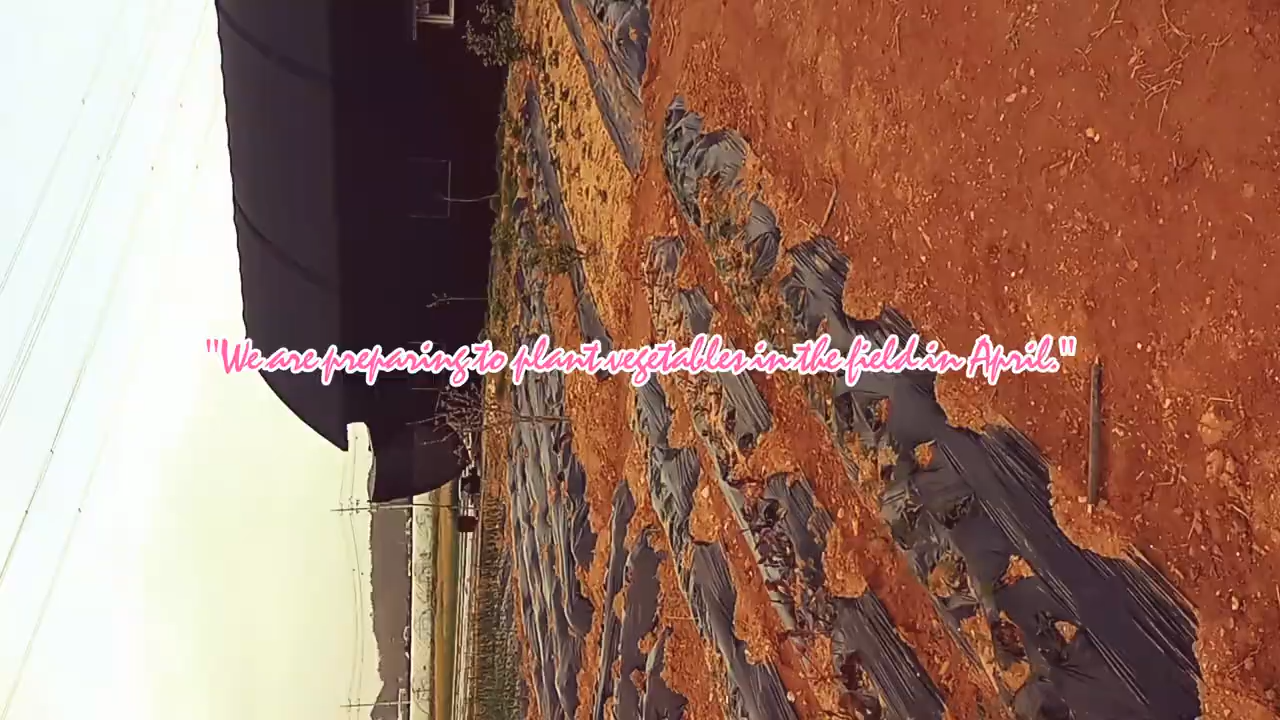 "We are preparing to plant vegetables in the field in April."